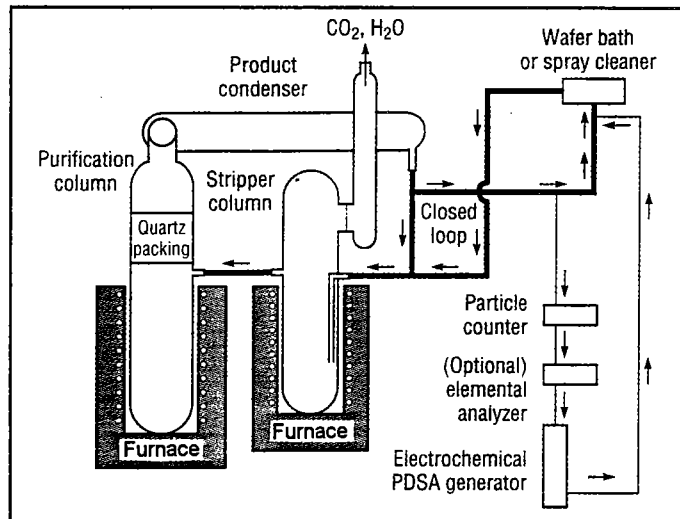 CO2, H2O
Product
condenser
Wafer bath
or spray cleaner
Purification
column
Stripper
column
Quartz
packing
Closed
loop
Particle
counter
(Optional)
elemental
analyzer
Electrochemical
PDSA generator
Furnace
Furnace